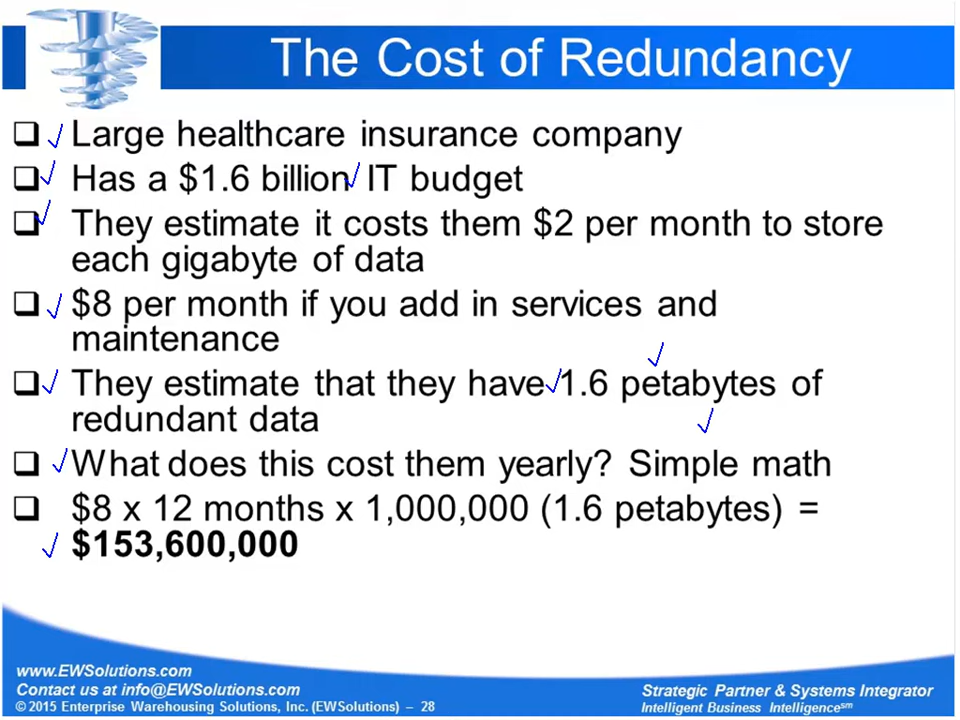 The Cost of Redundancy
Large healthcare insurance company
Has a $1.6 billion IT budget
They estimate it costs them $2 per month to store
each gigabyte of data
$8 per month if you add in services and
maintenance
They estimate that they have 1.6 petabytes of
redundant data
What does this cost them yearly? Simple math
$8 x 12 months x 1,000,000 (1.6 petabytes) =
$153,600,000
www.EWSolutions.com
Contact us at info@EWSolutions.com
© 2015 Enterprise Warehousing Solutions, Inc. (EWSolutions) – 28
Strategic Partner & Systems Integrator
Intelligent Business Intelligence℠